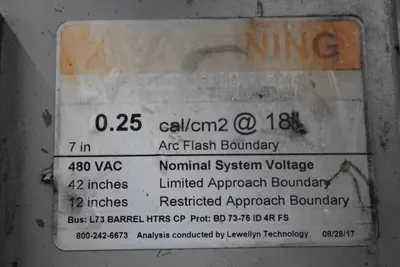 NING
0.25 cal/cm2 @ 18
7 in Arc Flash Boundary
480 VAC Nominal System Voltage
42 inches Limited Approach Boundary
12 inches Restricted Approach Boundary
Bus: L73 BARREL HTRS CP Prot: BD 73-75 ID 4R FS
800-242-6673 Analysis conducted by Lewellyn Technology 08/28/17